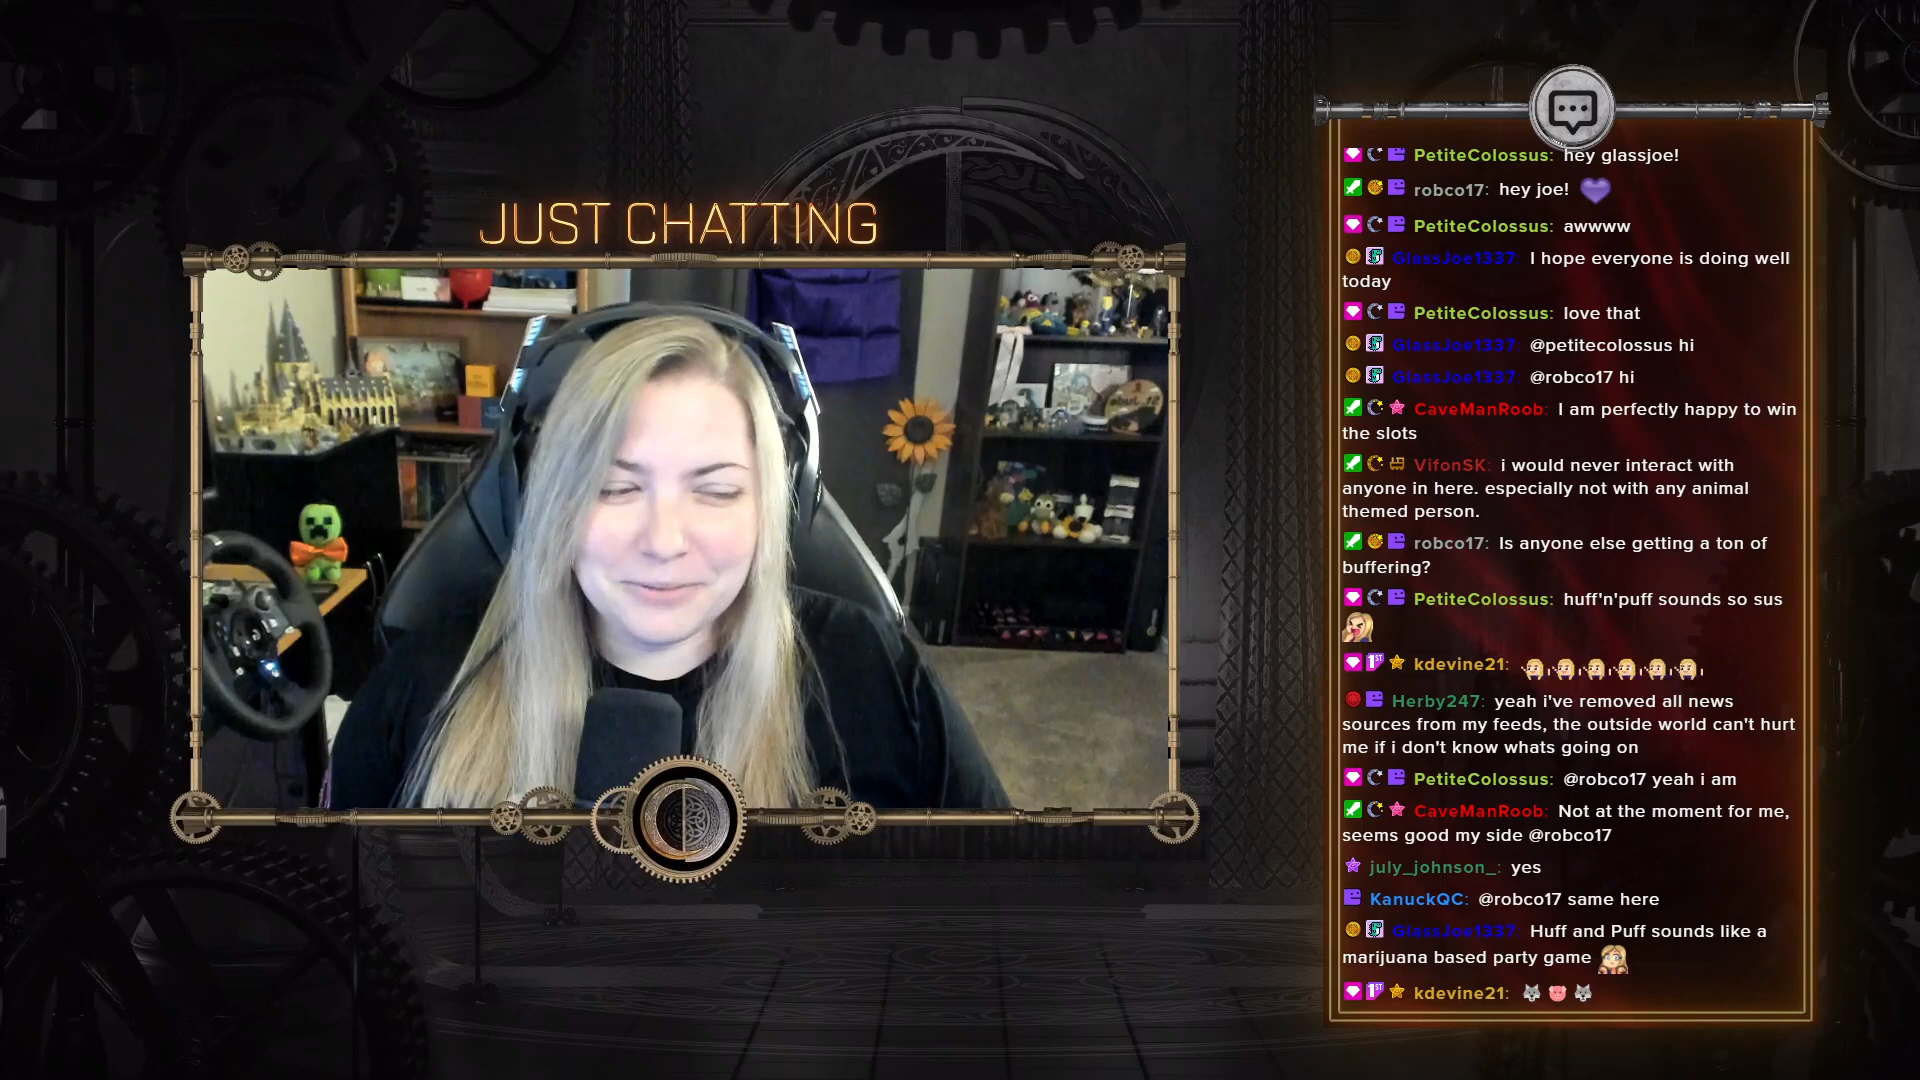 JUST CHATTING
PetiteColossus: hey glassjoe!
robco17: hey joe!
PetiteColossus: awwww
GlassJoe1337: I hope everyone is doing well
today
PetiteColossus: love that
GlassJoe1337: @petitecolossus hi
GlassJoe1337: @robco17 hi
CaveManRoob: I am perfectly happy to win
the slots
VifonSK: i would never interact with
anyone in here. especially not with any animal
themed person.
robco17: Is anyone else getting a ton of
buffering?
PetiteColossus: huff'n'puff sounds so sus
1ST kdevine21:
Herby247: yeah i've removed all news
sources from my feeds, the outside world can't hurt
me if i don't know whats going on
PetiteColossus: @robco17 yeah i am
CaveManRoob: Not at the moment for me,
seems good my side @robco17
july_johnson_: yes
KanuckQC: @robco17 same here
GlassJoe1337: Huff and Puff sounds like a
marijuana based party game
1ST kdevine21: